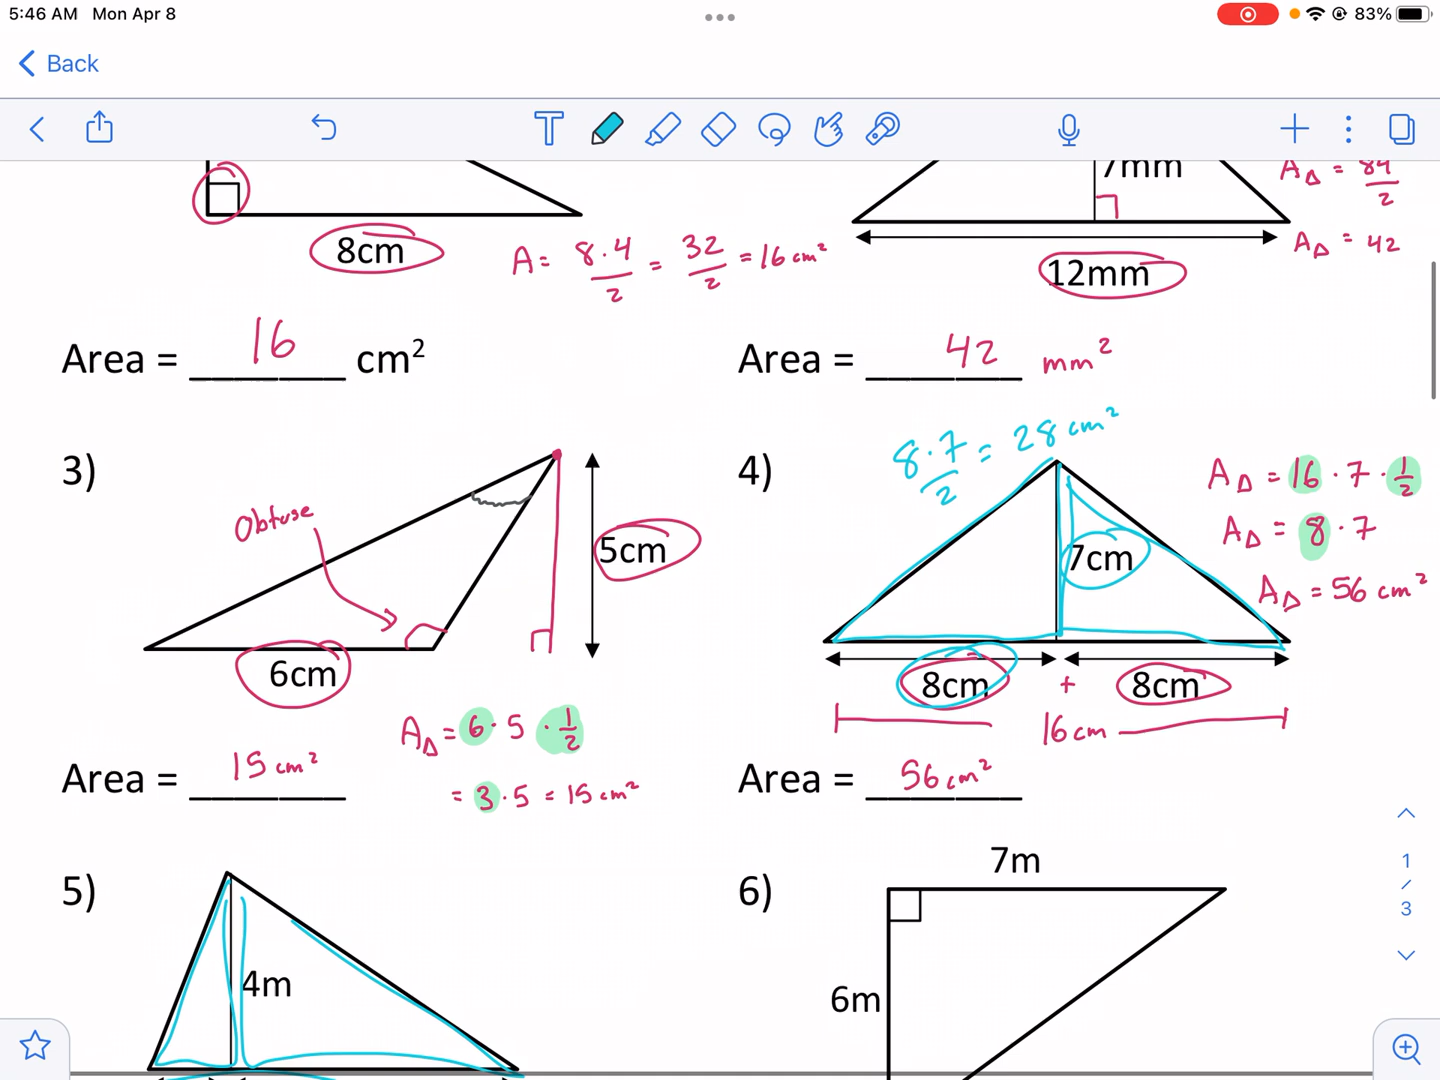 5:46 AM Mon Apr 8
83%
Back
8cm
A = 8·4/2 = 32/2 = 16 cm²
7mm
12mm
A△ = 84/2
A△ = 42
Area = 16 cm²
Area = 42 mm²
3)
Obtuse
5cm
6cm
A△ = 6·5·1/2
= 3·5 = 15 cm²
Area = 15 cm²
4)
8·7/2 = 28 cm²
7cm
A△ = 16·7·1/2
A△ = 8·7
A△ = 56 cm²
8cm + 8cm
16cm
Area = 56 cm²
5)
4m
6)
7m
6m
1
/
3